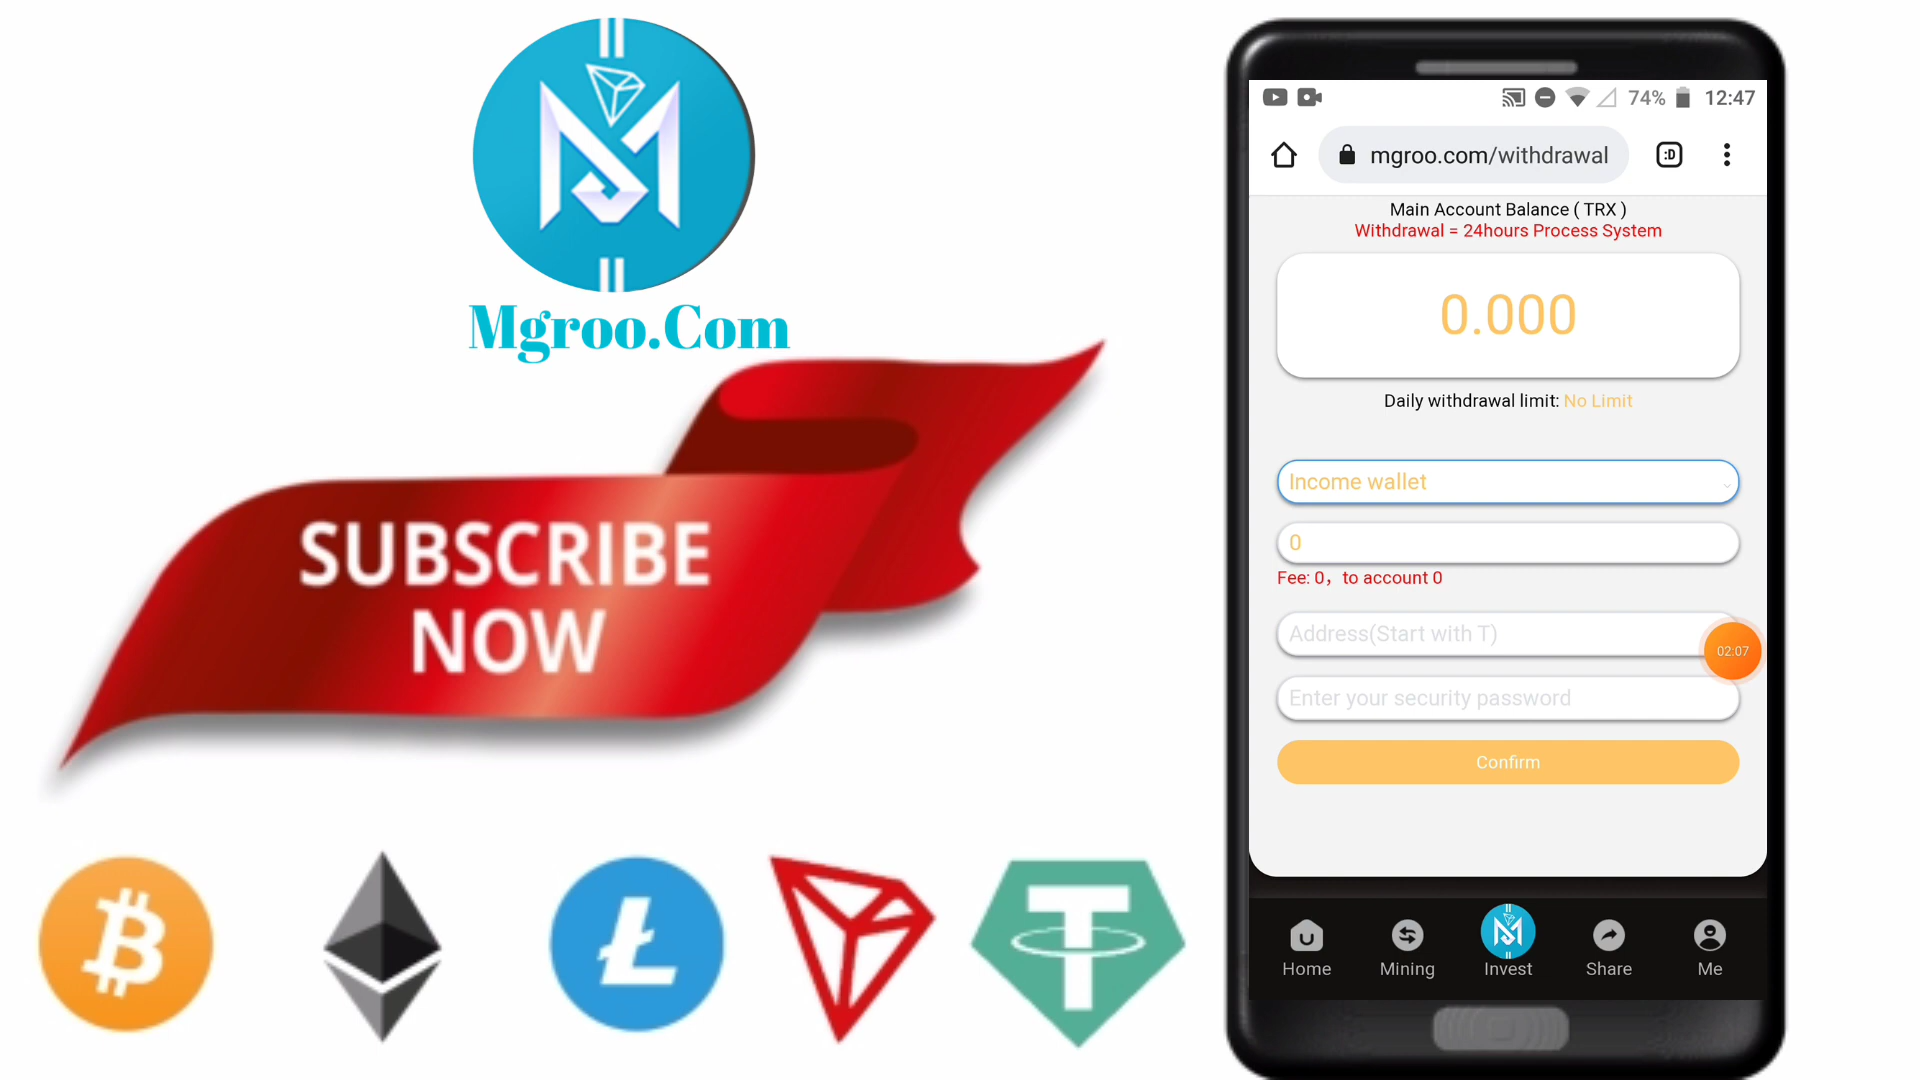 Mgroo.Com
SUBSCRIBE
NOW
74% 12:47
mgroo.com/withdrawal :D
Main Account Balance ( TRX )
Withdrawal = 24hours Process System
0.000
Daily withdrawal limit: No Limit
Income wallet
0
Fee: 0，to account 0
Address(Start with T)
02:07
Enter your security password
Confirm
Home Mining Invest Share Me